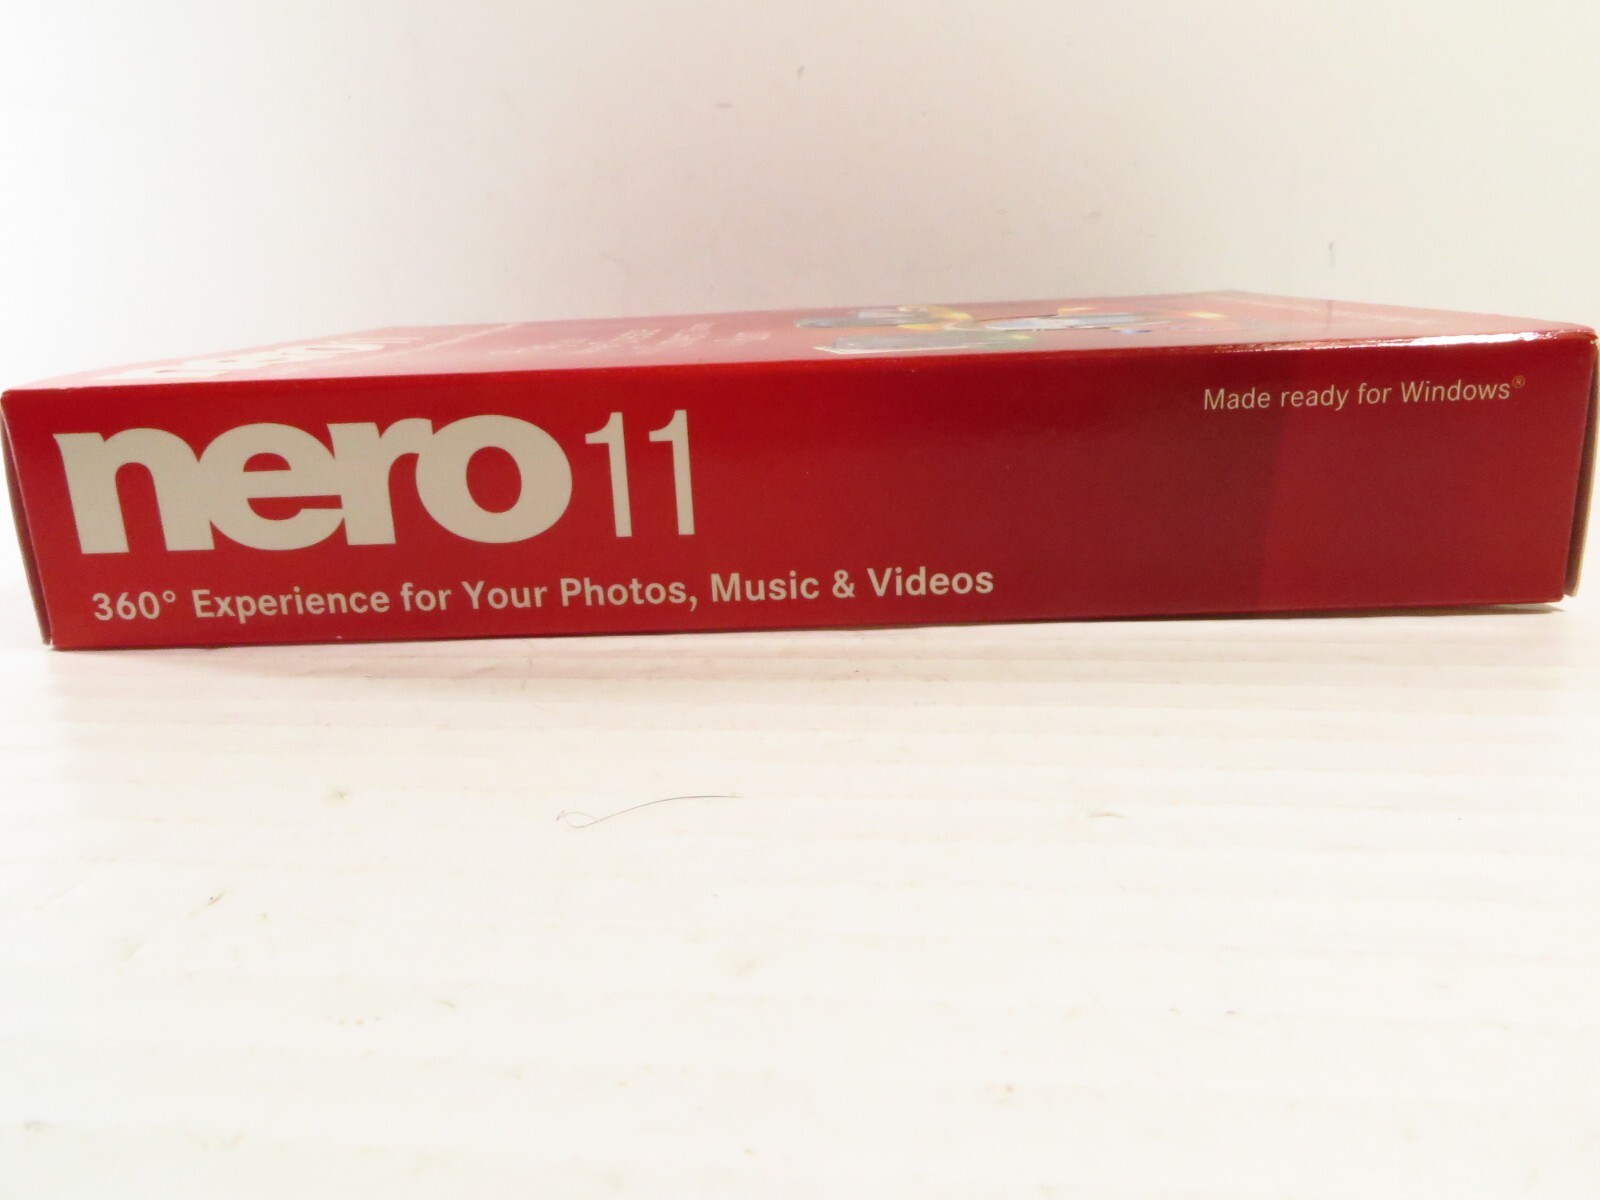 nero 11
Made ready for Windows®
360° Experience for Your Photos, Music & Videos